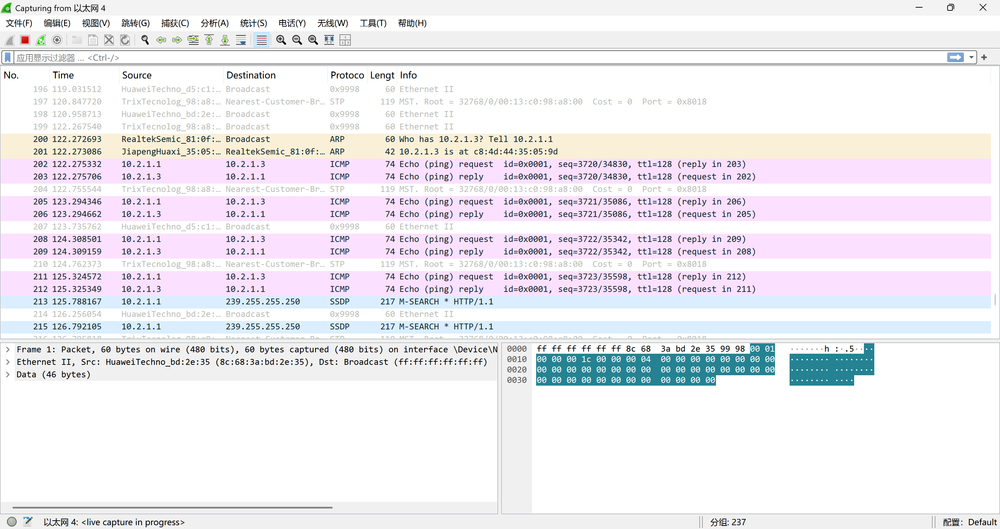 Capturing from 以太网 4
文件(F) 编辑(E) 视图(V) 跳转(G) 捕获(C) 分析(A) 统计(S) 电话(Y) 无线(W) 工具(T) 帮助(H)
应用显示过滤器 ... <Ctrl-/>
No. Time Source Destination Protoco Lengt Info
196 119.031512 HuaweiTechno_d5:c1:… Broadcast 0x9998 60 Ethernet II
197 120.847720 TrixTecnolog_98:a8:… Nearest-Customer-Br… STP 119 MST. Root = 32768/0/00:13:c0:98:a8:00 Cost = 0 Port = 0x8018
198 120.958713 HuaweiTechno_bd:2e:… Broadcast 0x9998 60 Ethernet II
199 122.267540 TrixTecnolog_98:a8:… Broadcast 0x9998 60 Ethernet II
200 122.272693 RealtekSemic_81:0f:… Broadcast ARP 60 Who has 10.2.1.3? Tell 10.2.1.1
201 122.273086 JiapengHuaxi_35:05:… RealtekSemic_81:0f:… ARP 42 10.2.1.3 is at c8:4d:44:35:05:9d
202 122.275332 10.2.1.1 10.2.1.3 ICMP 74 Echo (ping) request id=0x0001, seq=3720/34830, ttl=128 (reply in 203)
203 122.275706 10.2.1.3 10.2.1.1 ICMP 74 Echo (ping) reply id=0x0001, seq=3720/34830, ttl=128 (request in 202)
204 122.755544 TrixTecnolog_98:a8:… Nearest-Customer-Br… STP 119 MST. Root = 32768/0/00:13:c0:98:a8:00 Cost = 0 Port = 0x8018
205 123.294346 10.2.1.1 10.2.1.3 ICMP 74 Echo (ping) request id=0x0001, seq=3721/35086, ttl=128 (reply in 206)
206 123.294662 10.2.1.3 10.2.1.1 ICMP 74 Echo (ping) reply id=0x0001, seq=3721/35086, ttl=128 (request in 205)
207 123.735762 HuaweiTechno_d5:c1:… Broadcast 0x9998 60 Ethernet II
208 124.308501 10.2.1.1 10.2.1.3 ICMP 74 Echo (ping) request id=0x0001, seq=3722/35342, ttl=128 (reply in 209)
209 124.309159 10.2.1.3 10.2.1.1 ICMP 74 Echo (ping) reply id=0x0001, seq=3722/35342, ttl=128 (request in 208)
210 124.762373 TrixTecnolog_98:a8:… Nearest-Customer-Br… STP 119 MST. Root = 32768/0/00:13:c0:98:a8:00 Cost = 0 Port = 0x8018
211 125.324572 10.2.1.1 10.2.1.3 ICMP 74 Echo (ping) request id=0x0001, seq=3723/35598, ttl=128 (reply in 212)
212 125.325349 10.2.1.3 10.2.1.1 ICMP 74 Echo (ping) reply id=0x0001, seq=3723/35598, ttl=128 (request in 211)
213 125.788167 10.2.1.1 239.255.255.250 SSDP 217 M-SEARCH * HTTP/1.1
214 126.256054 HuaweiTechno_bd:2e:… Broadcast 0x9998 60 Ethernet II
215 126.792105 10.2.1.1 239.255.255.250 SSDP 217 M-SEARCH * HTTP/1.1
Frame 1: Packet, 60 bytes on wire (480 bits), 60 bytes captured (480 bits) on interface \Device\N
Ethernet II, Src: HuaweiTechno_bd:2e:35 (8c:68:3a:bd:2e:35), Dst: Broadcast (ff:ff:ff:ff:ff:ff)
Data (46 bytes)
0000 ff ff ff ff ff ff 8c 68 3a bd 2e 35 99 98 00 01 ·······h :·.5····
0010 00 00 00 1c 00 00 00 04 00 00 00 00 00 00 00 00 ········ ········
0020 00 00 00 00 00 00 00 00 00 00 00 00 00 00 00 00 ········ ········
0030 00 00 00 00 00 00 00 00 00 00 00 00 ········ ····
以太网 4: <live capture in progress> 分组: 237 配置: Default